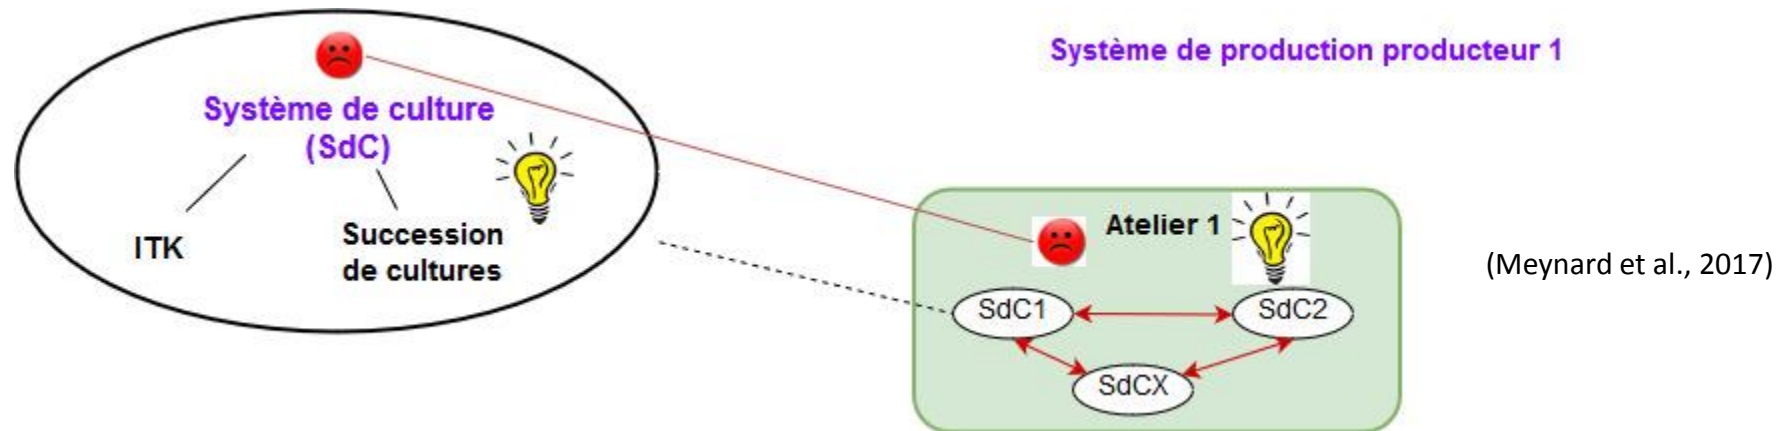 Système de production producteur 1
Système de culture
(SdC)
ITK
Succession
de cultures
Atelier 1
SdC1
SdC2
SdCX
(Meynard et al., 2017)